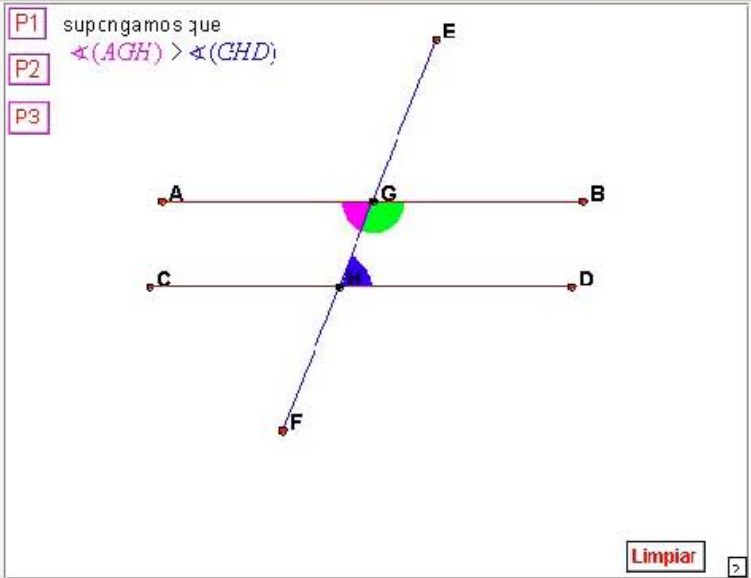 P1 supongamos que
∢(AGH) > ∢(CHD)
P2
P3
E
A G B
C H D
F
Limpiar
?